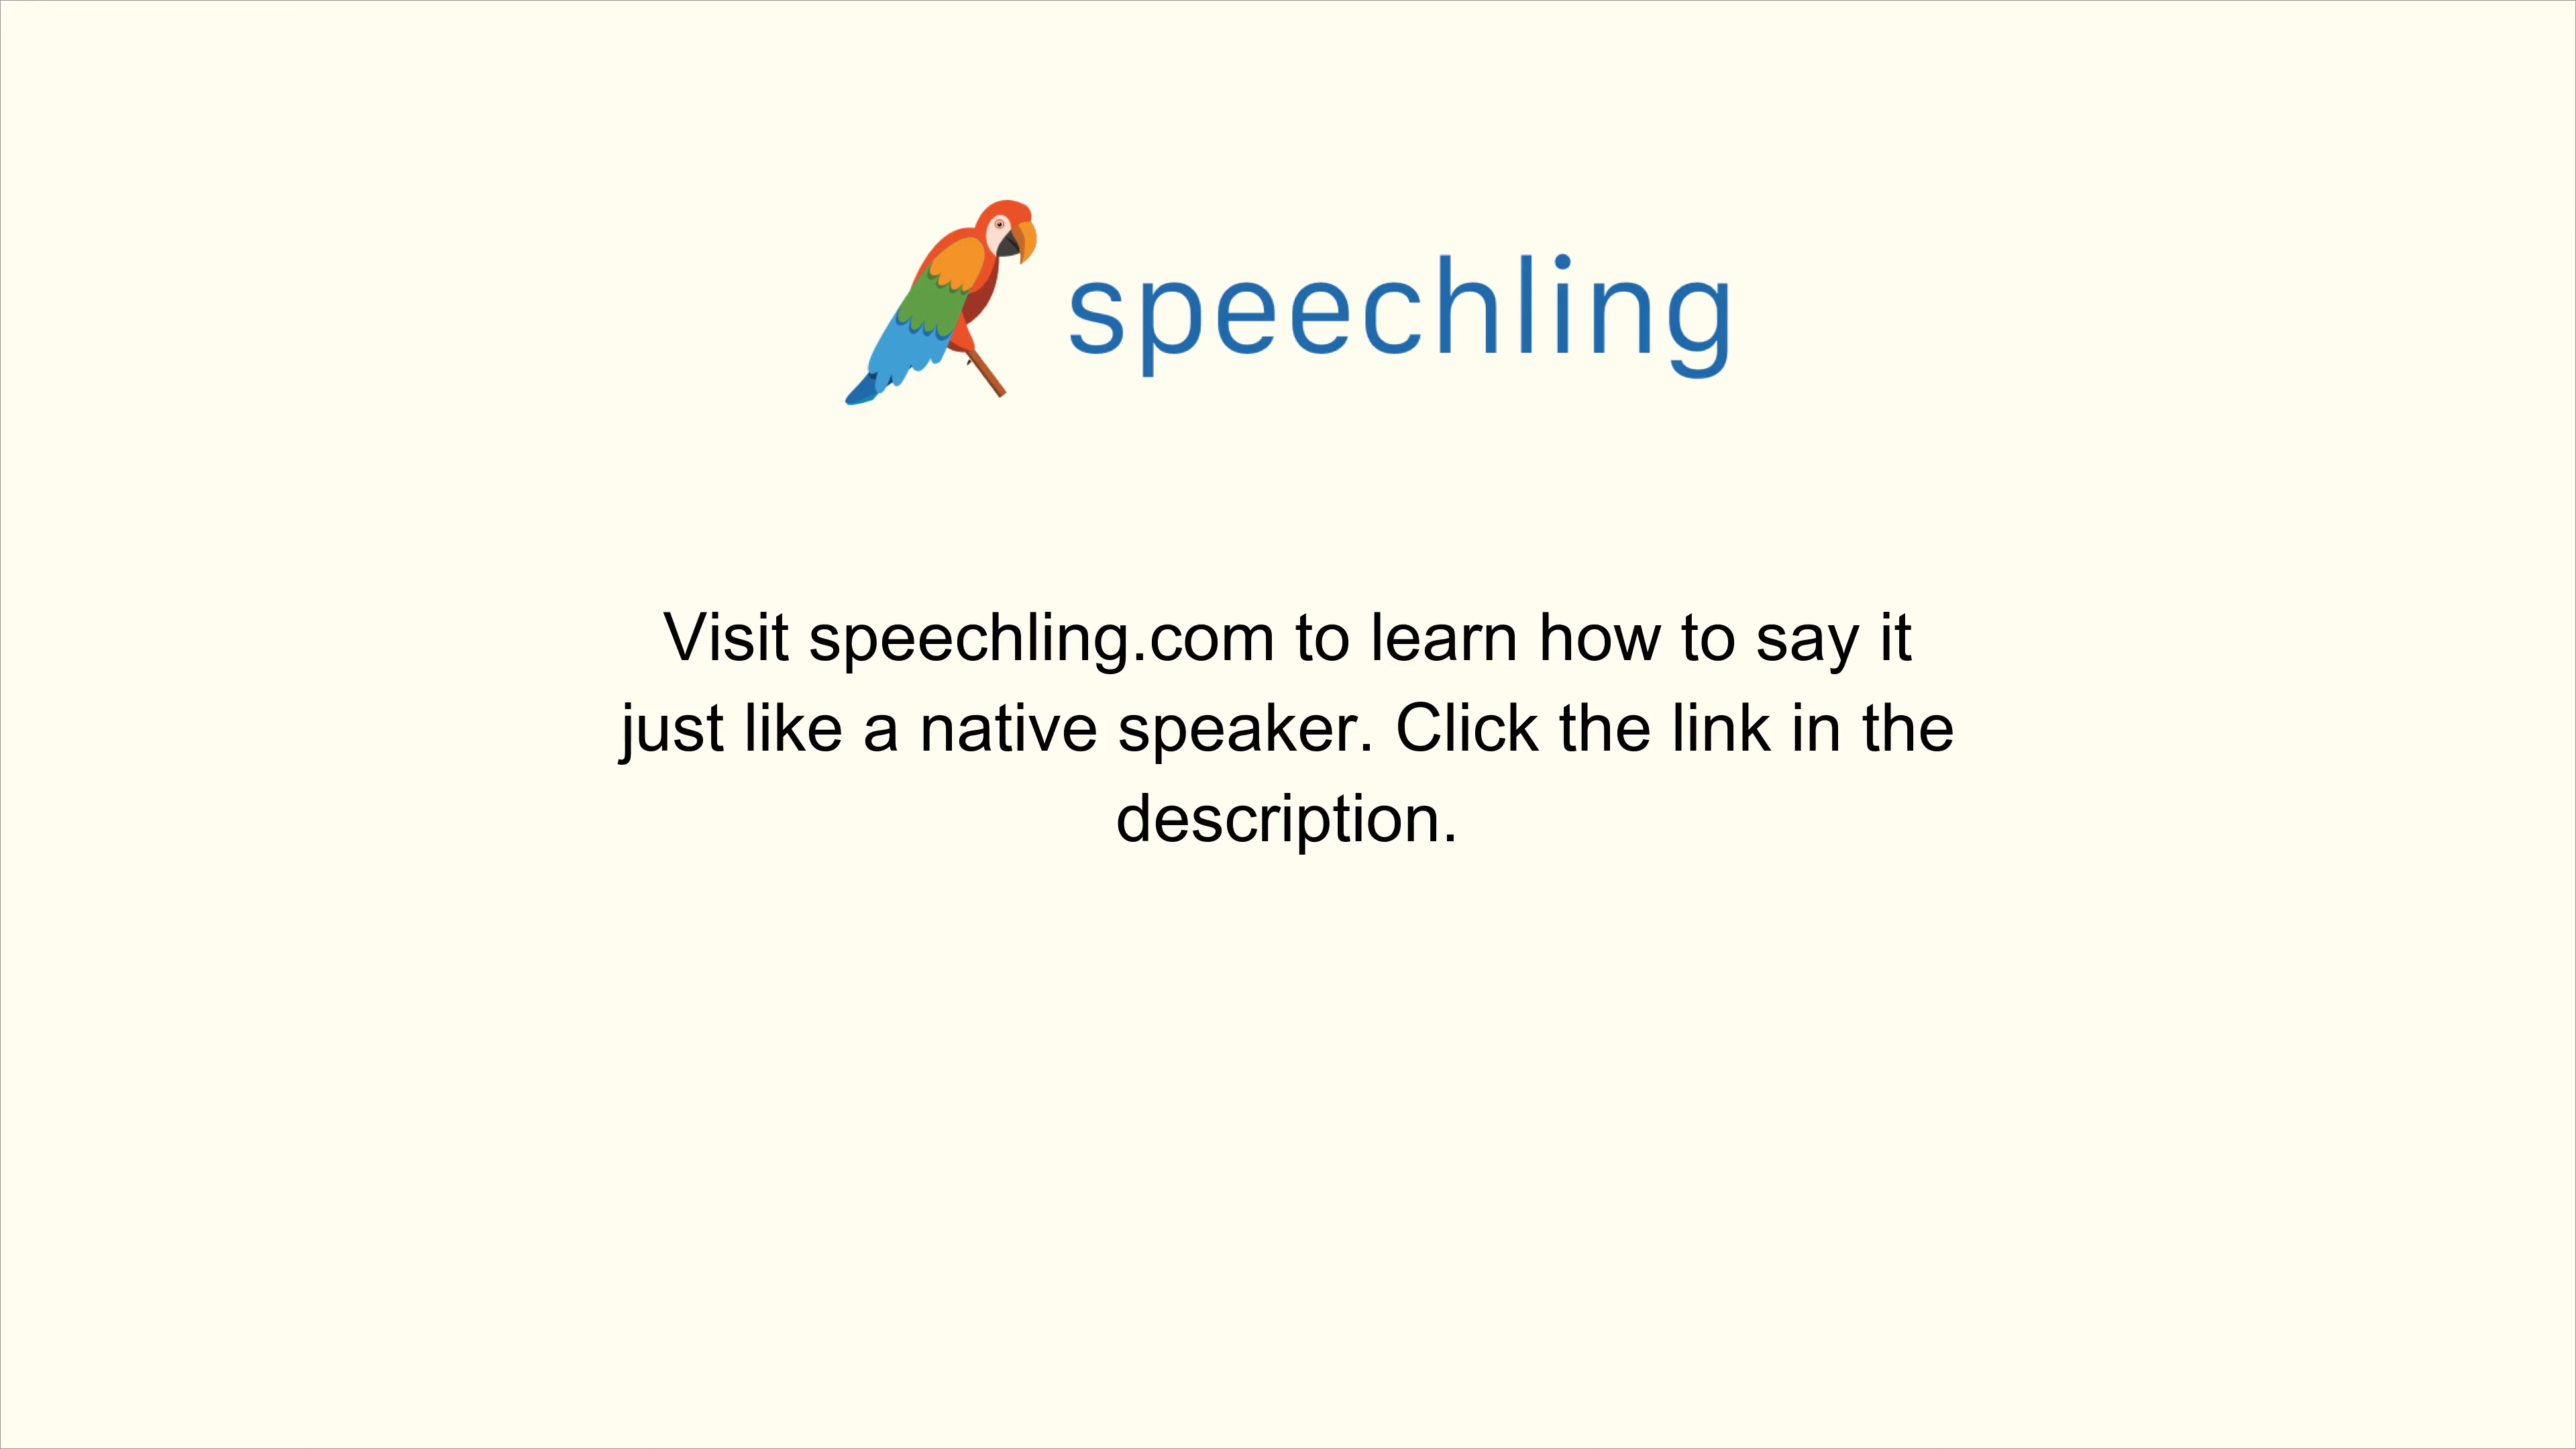 speechling
Visit speechling.com to learn how to say it
just like a native speaker. Click the link in the
description.